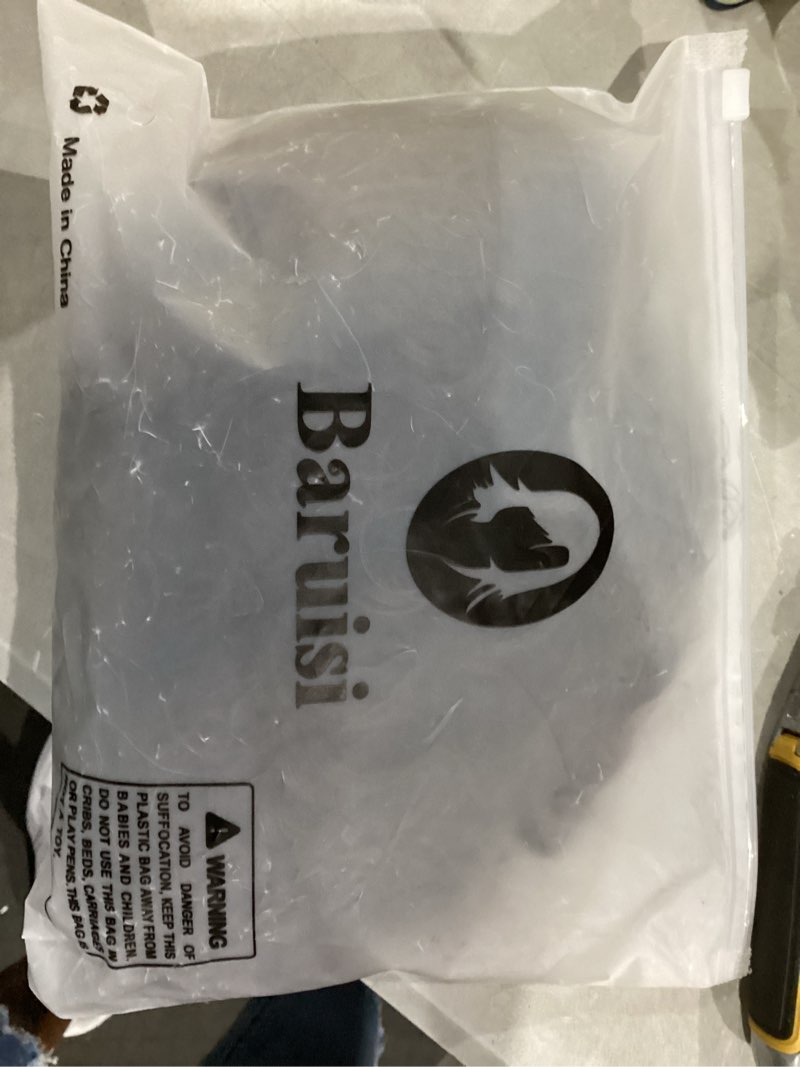 Baruisi
⚠ WARNING
TO AVOID DANGER OF
SUFFOCATION, KEEP THIS
PLASTIC BAG AWAY FROM
BABIES AND CHILDREN.
DO NOT USE THIS BAG IN
CRIBS, BEDS, CARRIAGES
OR PLAY PENS. THIS BAG IS
A TOY.
Made in China